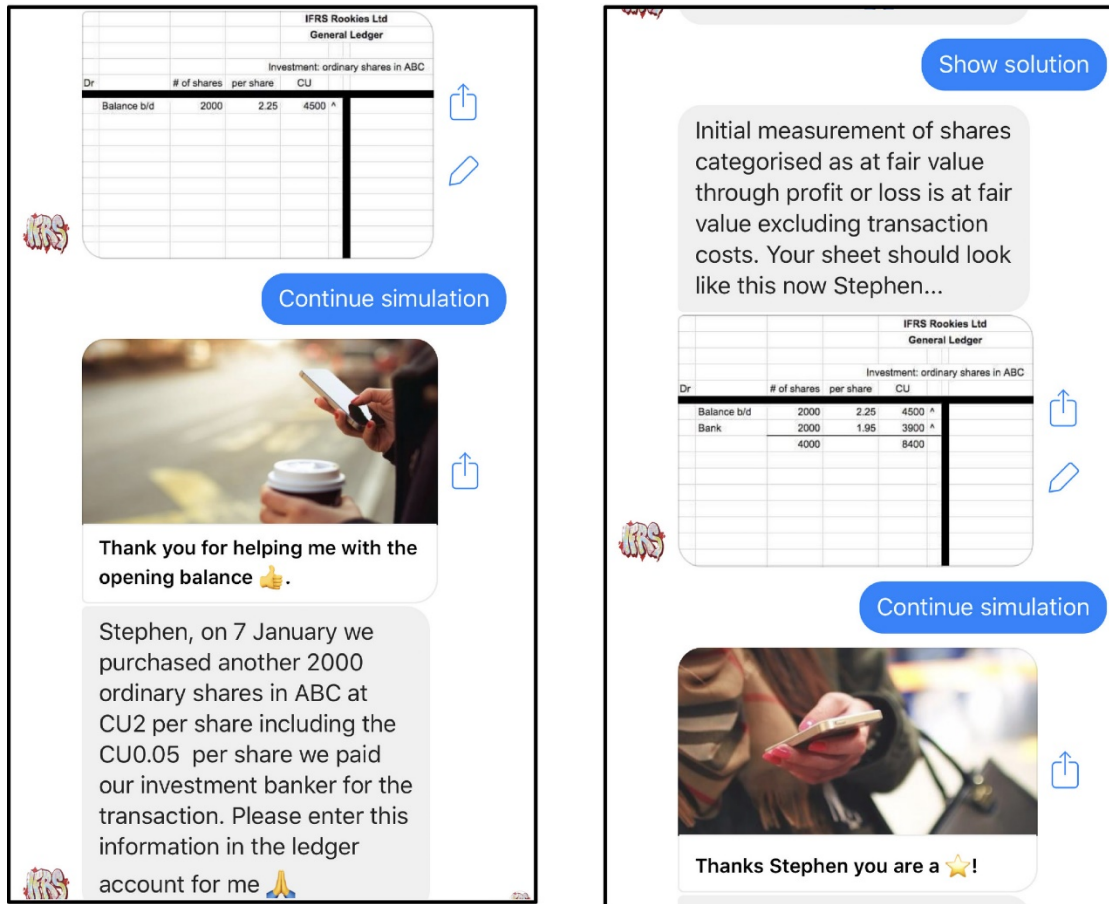 IFRS Rookies Ltd
General Ledger
Investment: ordinary shares in ABC
Dr # of shares per share CU
Balance b/d 2000 2.25 4500 ^
IFRS
Continue simulation
Thank you for helping me with the
opening balance 👍.
Stephen, on 7 January we
purchased another 2000
ordinary shares in ABC at
CU2 per share including the
CU0.05 per share we paid
our investment banker for the
transaction. Please enter this
information in the ledger
account for me 🙏
IFRS
Show solution
Initial measurement of shares
categorised as at fair value
through profit or loss is at fair
value excluding transaction
costs. Your sheet should look
like this now Stephen...
IFRS Rookies Ltd
General Ledger
Investment: ordinary shares in ABC
Dr # of shares per share CU
Balance b/d 2000 2.25 4500 ^
Bank 2000 1.95 3900 ^
4000 8400
IFRS
Continue simulation
Thanks Stephen you are a ⭐!